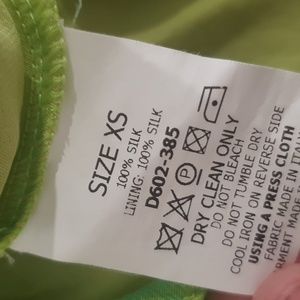 SIZE XS
100% SILK
LINING: 100% SILK
D602-385
P
DRY CLEAN ONLY
DO NOT BLEACH
DO NOT TUMBLE DRY
COOL IRON ON REVERSE SIDE
USING A PRESS CLOTH
FABRIC MADE IN
MADE